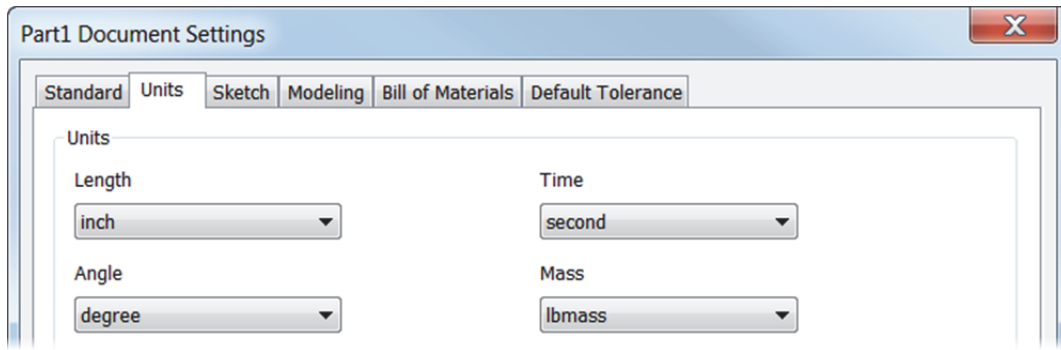 Part1 Document Settings
X
Standard Units Sketch Modeling Bill of Materials Default Tolerance
Units
Length Time
inch second
Angle Mass
degree lbmass